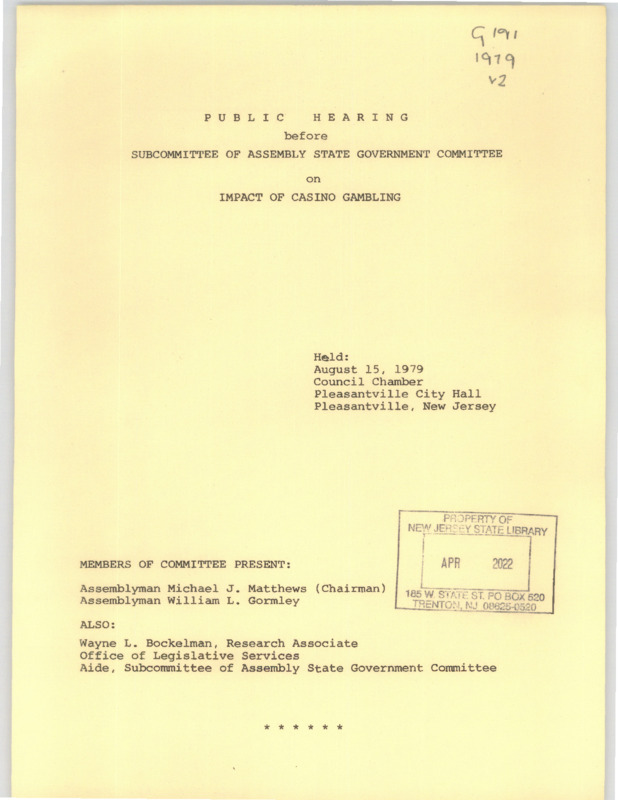 G 191
1979
v2
PUBLIC HEARING
before
SUBCOMMITTEE OF ASSEMBLY STATE GOVERNMENT COMMITTEE
on
IMPACT OF CASINO GAMBLING
Held:
August 15, 1979
Council Chamber
Pleasantville City Hall
Pleasantville, New Jersey
PROPERTY OF
NEW JERSEY STATE LIBRARY
APR 2022
185 W. STATE ST. PO BOX 520
TRENTON, NJ 08625-0520
MEMBERS OF COMMITTEE PRESENT:
Assemblyman Michael J. Matthews (Chairman)
Assemblyman William L. Gormley
ALSO:
Wayne L. Bockelman, Research Associate
Office of Legislative Services
Aide, Subcommittee of Assembly State Government Committee
* * * * * *